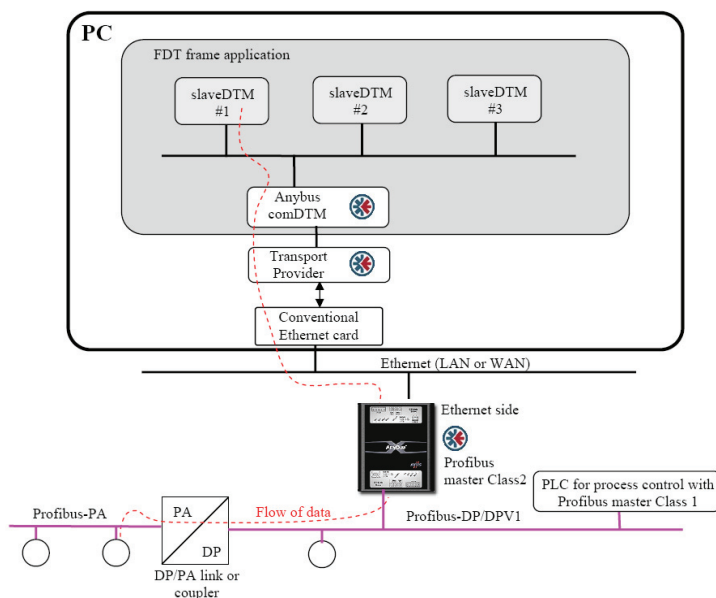 PC
FDT frame application
slaveDTM
#1
slaveDTM
#2
slaveDTM
#3
Anybus
comDTM
Transport
Provider
Conventional
Ethernet card
Ethernet (LAN or WAN)
Ethernet side
Profibus
master Class2
PLC for process control with
Profibus master Class 1
Profibus-PA
PA
DP
Flow of data
Profibus-DP/DPV1
DP/PA link or
coupler